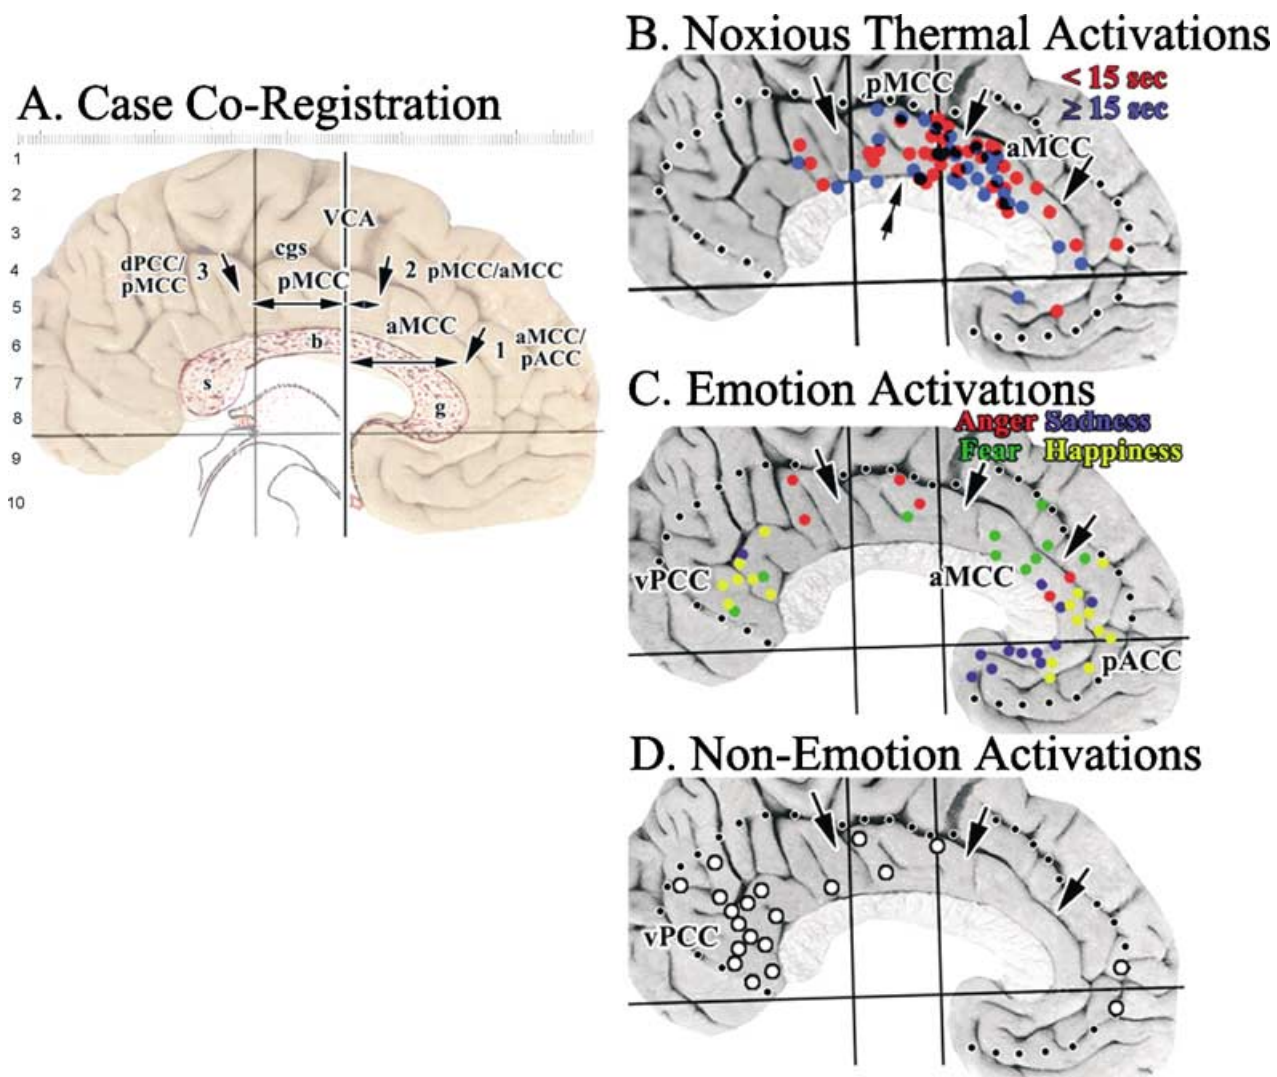 A. Case Co-Registration
1
2
3
4
5
6
7
8
9
10
VCA
cgs
dPCC/
pMCC
3
pMCC
2
pMCC/aMCC
aMCC
1
aMCC/
pACC
b
s
g
B. Noxious Thermal Activations
pMCC
< 15 sec
≥ 15 sec
aMCC
C. Emotion Activations
Anger Sadness
Fear Happiness
vPCC
aMCC
pACC
D. Non-Emotion Activations
vPCC